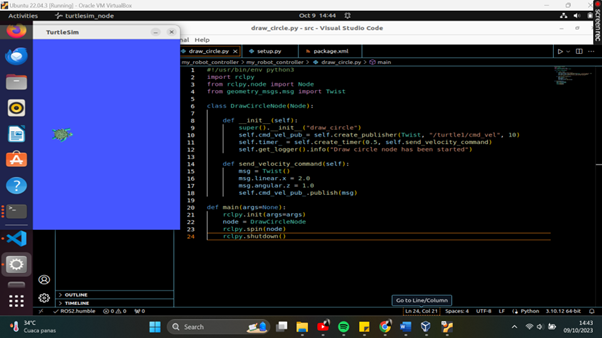 Ubuntu 22.04.3 [Running] - Oracle VM VirtualBox
Activities
turtlesim_node
Oct 9 14:44
TurtleSim
draw_circle.py - src - Visual Studio Code
nal Help
draw_circle.py
setup.py
package.xml
my_robot_controller > my_robot_controller > draw_circle.py > main
1 #!/usr/bin/env python3
2 import rclpy
3 from rclpy.node import Node
4 from geometry_msgs.msg import Twist
5
6 class DrawCircleNode(Node):
7
8 def __init__(self):
9 super().__init__("draw_circle")
10 self.cmd_vel_pub_= self.create_publisher(Twist, "/turtle1/cmd_vel", 10)
11 self.timer_ = self.create_timer(0.5, self.send_velocity_command)
12 self.get_logger().info("Draw circle node has been started")
13
14 def send_velocity_command(self):
15 msg = Twist()
16 msg.linear.x = 2.0
17 msg.angular.z = 1.0
18 self.cmd_vel_pub_.publish(msg)
19
20 def main(args=None):
21 rclpy.init(args=args)
22 node = DrawCircleNode
23 rclpy.spin(node)
24 rclpy.shutdown()
OUTLINE
TIMELINE
Go to Line/Column
ROS2.humble
0
0
0
Ln 24, Col 21
Spaces: 4
UTF-8
LF
Python
3.10.12 64-bit
34°C
Cuaca panas
Search
14:43
09/10/2023
screenrec